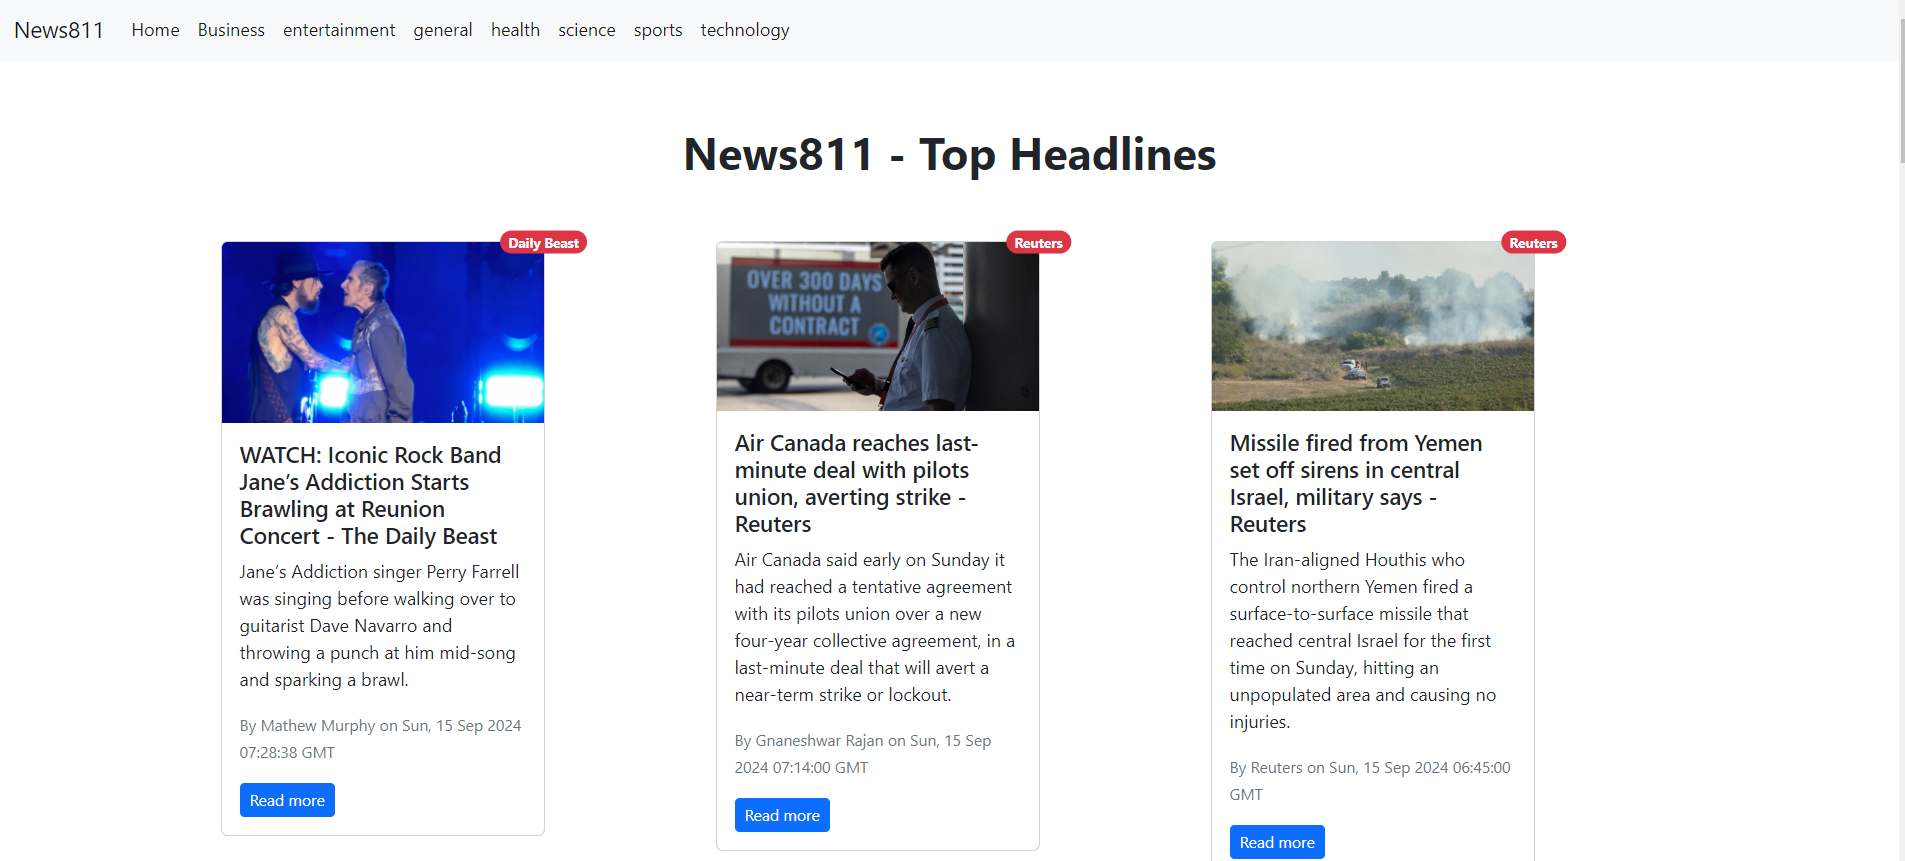 News811 Home Business entertainment general health science sports technology
News811 - Top Headlines
Daily Beast
WATCH: Iconic Rock Band
Jane’s Addiction Starts
Brawling at Reunion
Concert - The Daily Beast
Jane’s Addiction singer Perry Farrell
was singing before walking over to
guitarist Dave Navarro and
throwing a punch at him mid-song
and sparking a brawl.
By Mathew Murphy on Sun, 15 Sep 2024
07:28:38 GMT
Read more
Reuters
OVER 300 DAYS
WITHOUT A
CONTRACT
Air Canada reaches last-
minute deal with pilots
union, averting strike -
Reuters
Air Canada said early on Sunday it
had reached a tentative agreement
with its pilots union over a new
four-year collective agreement, in a
last-minute deal that will avert a
near-term strike or lockout.
By Gnaneshwar Rajan on Sun, 15 Sep
2024 07:14:00 GMT
Read more
Reuters
Missile fired from Yemen
set off sirens in central
Israel, military says -
Reuters
The Iran-aligned Houthis who
control northern Yemen fired a
surface-to-surface missile that
reached central Israel for the first
time on Sunday, hitting an
unpopulated area and causing no
injuries.
By Reuters on Sun, 15 Sep 2024 06:45:00
GMT
Read more